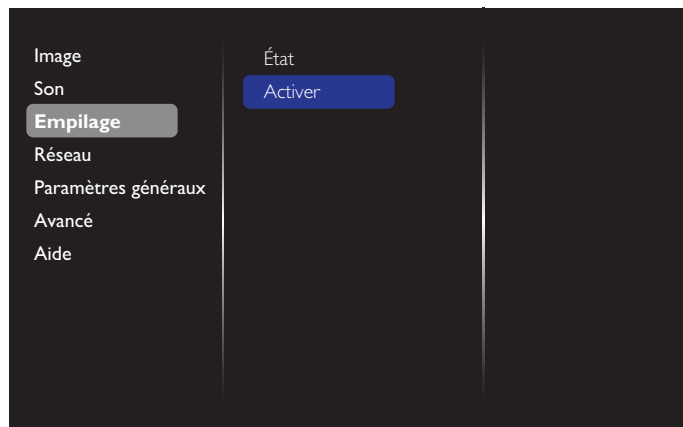 Image
Son
Empilage
Réseau
Paramètres généraux
Avancé
Aide
État
Activer